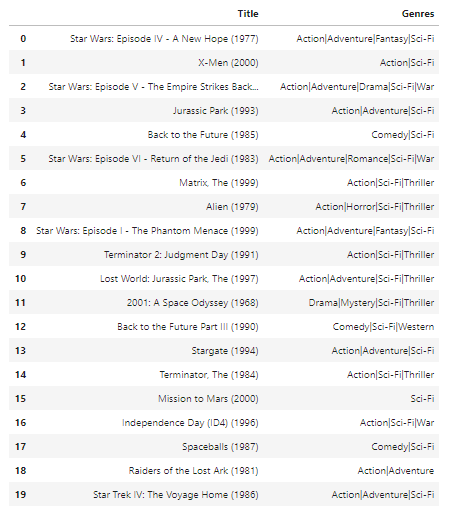 Title Genres
0 Star Wars: Episode IV - A New Hope (1977) Action|Adventure|Fantasy|Sci-Fi
1 X-Men (2000) Action|Sci-Fi
2 Star Wars: Episode V - The Empire Strikes Back... Action|Adventure|Drama|Sci-Fi|War
3 Jurassic Park (1993) Action|Adventure|Sci-Fi
4 Back to the Future (1985) Comedy|Sci-Fi
5 Star Wars: Episode VI - Return of the Jedi (1983) Action|Adventure|Romance|Sci-Fi|War
6 Matrix, The (1999) Action|Sci-Fi|Thriller
7 Alien (1979) Action|Horror|Sci-Fi|Thriller
8 Star Wars: Episode I - The Phantom Menace (1999) Action|Adventure|Fantasy|Sci-Fi
9 Terminator 2: Judgment Day (1991) Action|Sci-Fi|Thriller
10 Lost World: Jurassic Park, The (1997) Action|Adventure|Sci-Fi|Thriller
11 2001: A Space Odyssey (1968) Drama|Mystery|Sci-Fi|Thriller
12 Back to the Future Part III (1990) Comedy|Sci-Fi|Western
13 Stargate (1994) Action|Adventure|Sci-Fi
14 Terminator, The (1984) Action|Sci-Fi|Thriller
15 Mission to Mars (2000) Sci-Fi
16 Independence Day (ID4) (1996) Action|Sci-Fi|War
17 Spaceballs (1987) Comedy|Sci-Fi
18 Raiders of the Lost Ark (1981) Action|Adventure
19 Star Trek IV: The Voyage Home (1986) Action|Adventure|Sci-Fi